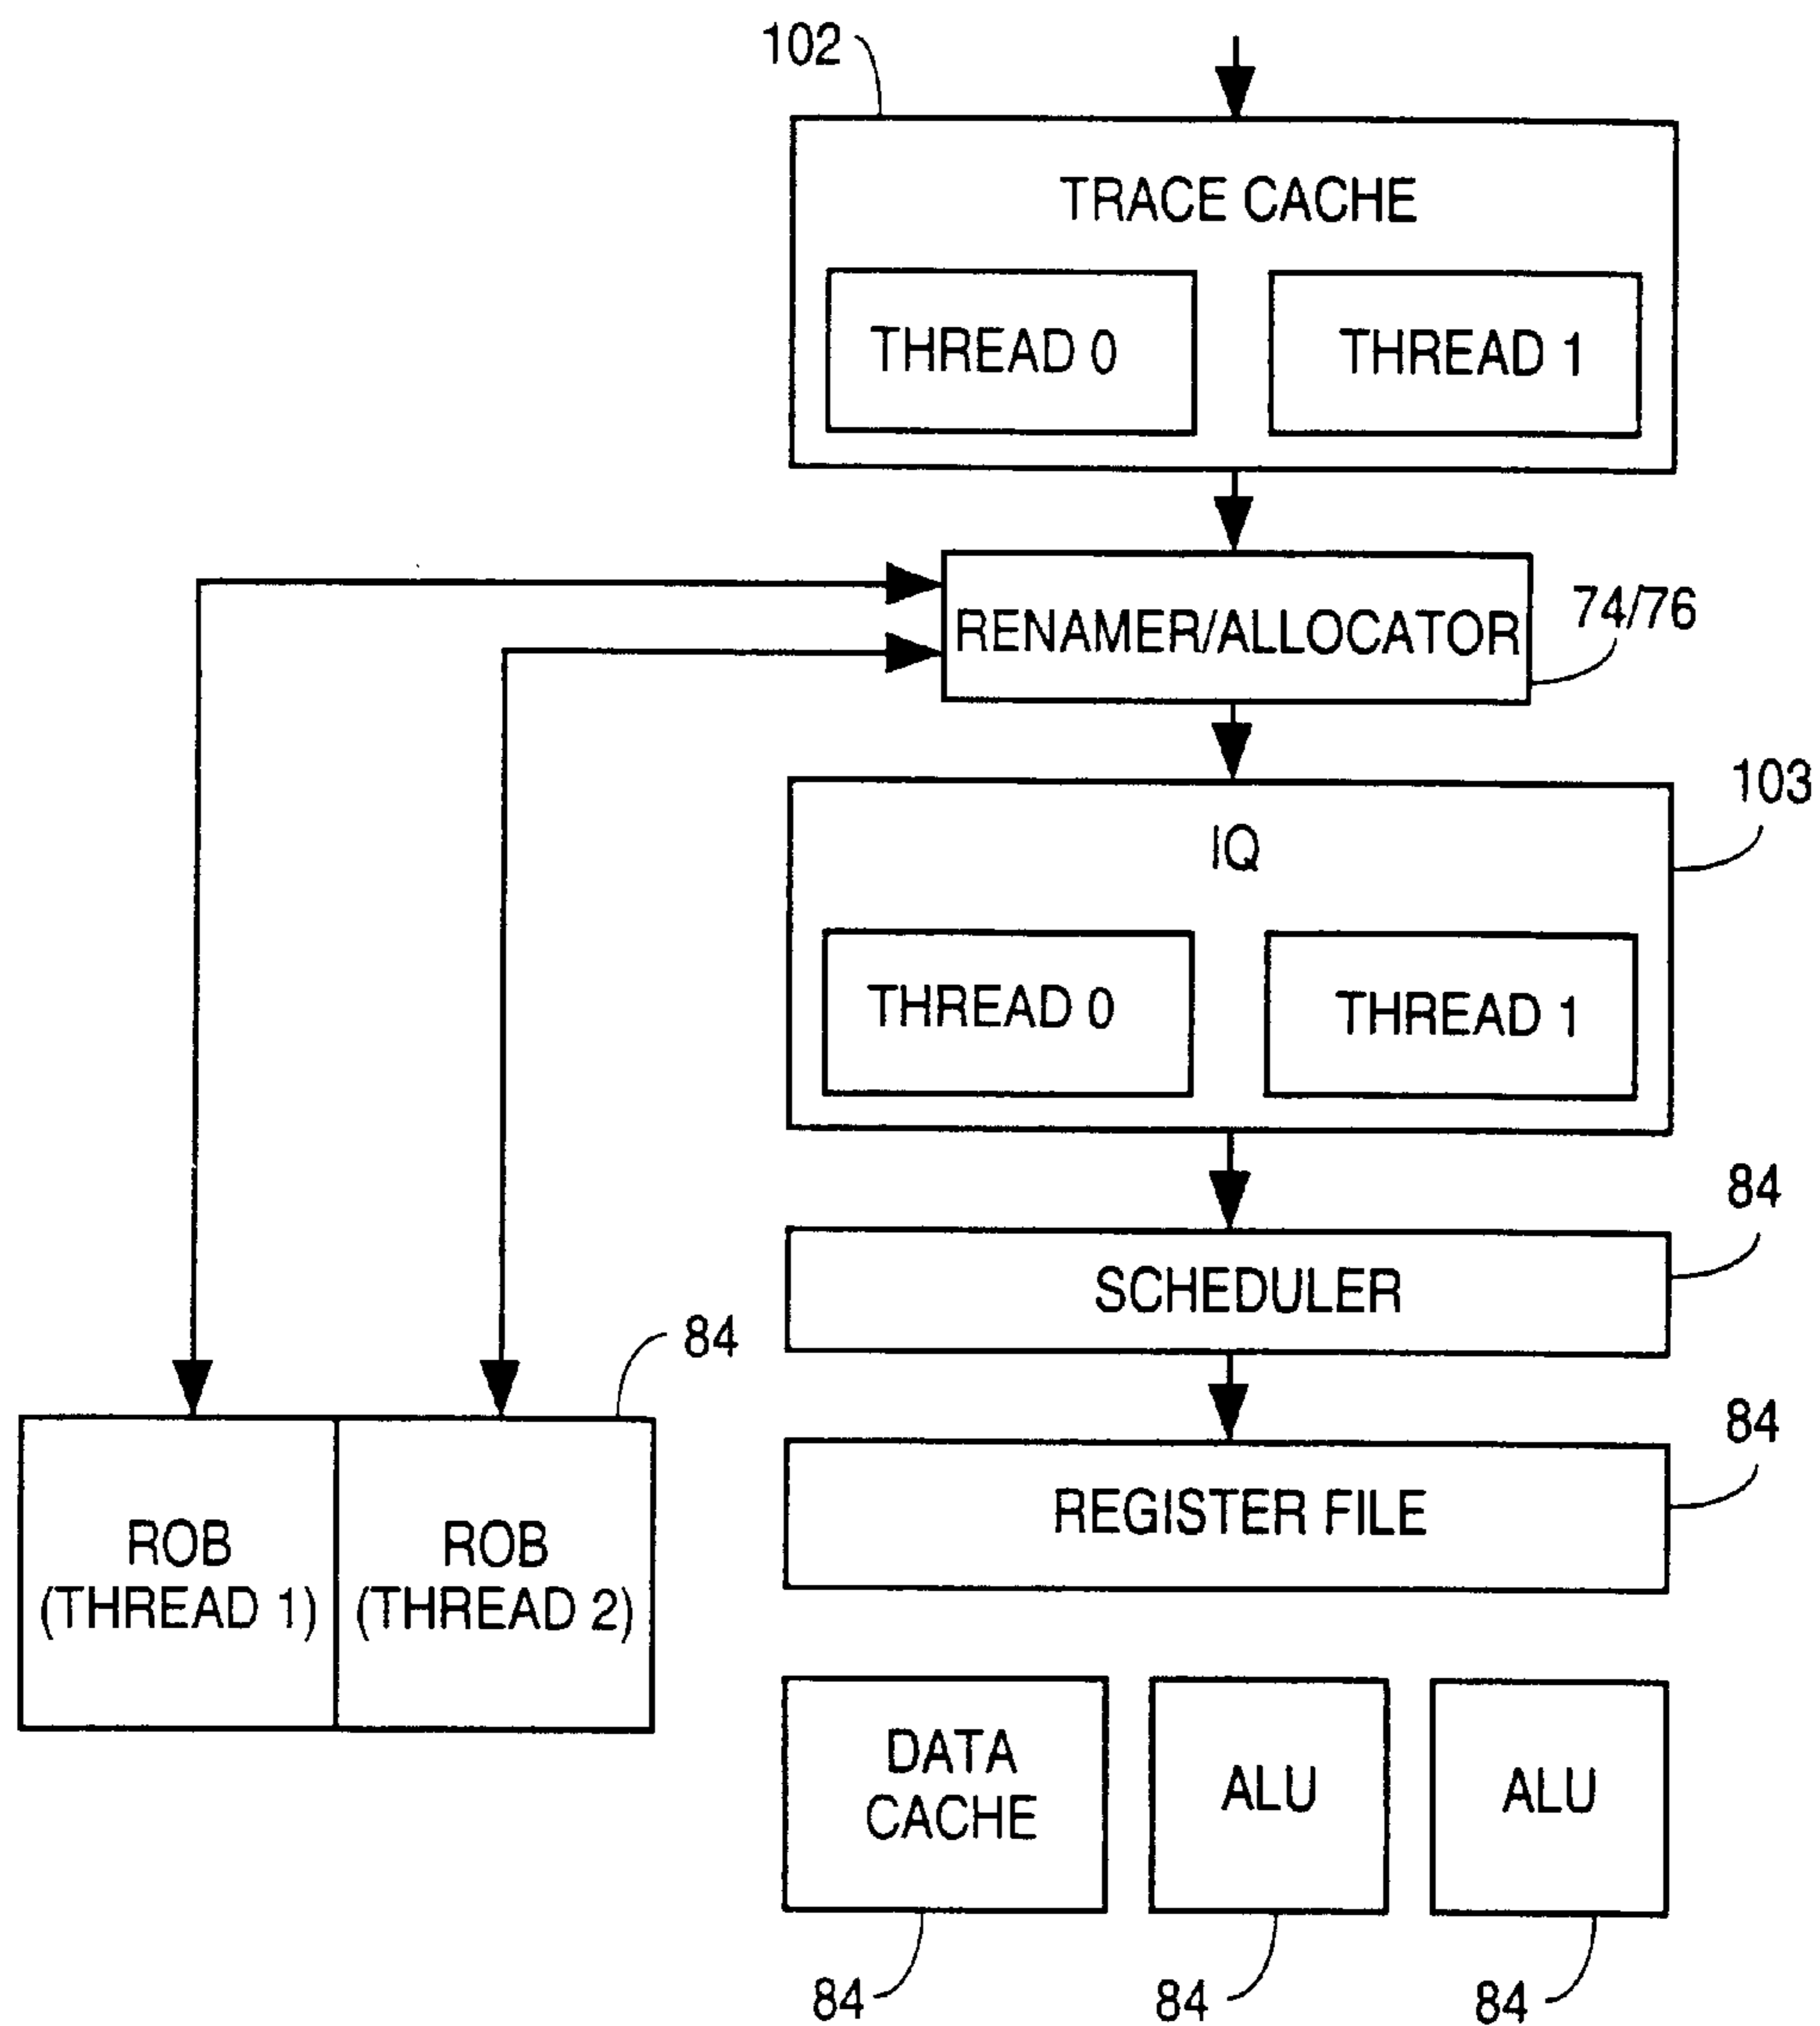 102
TRACE CACHE
THREAD 0
THREAD 1
RENAMER/ALLOCATOR
74/76
103
IQ
THREAD 0
THREAD 1
84
SCHEDULER
84
84
REGISTER FILE
ROB
(THREAD 1)
ROB
(THREAD 2)
DATA
CACHE
ALU
ALU
84
84
84